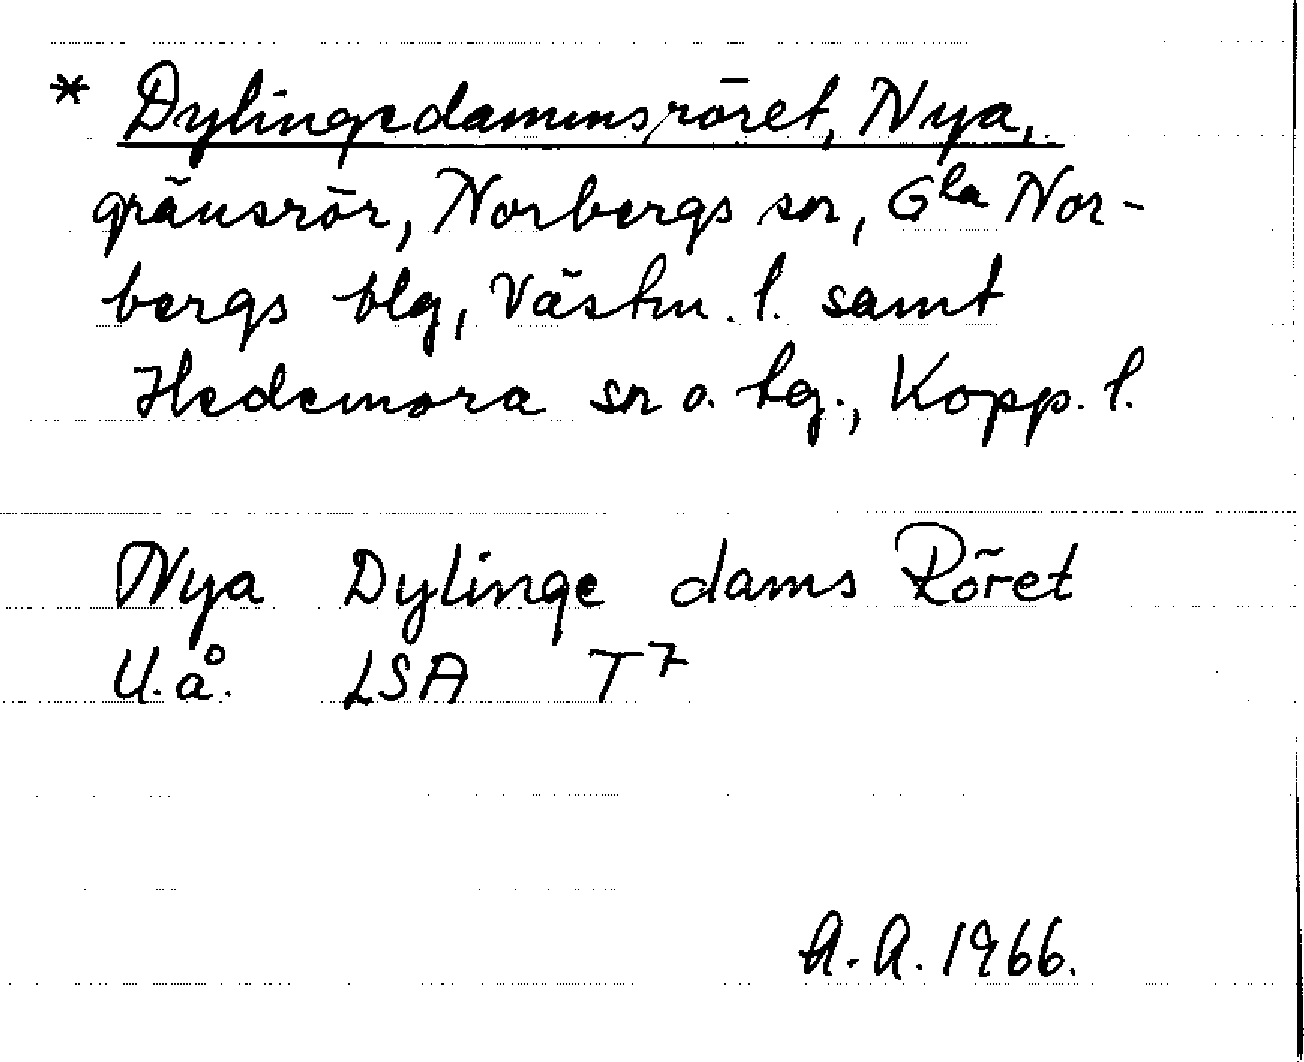 * Dylingedammsröret, Nya,
gränsrör, Norbergs sn, Gla Nor-
bergs blg, Västm. l. samt
Hedemora sn o. tg., Kopp. l.
Nya Dylinge dams Röret
U.å. LSA T7
A.A. 1966.